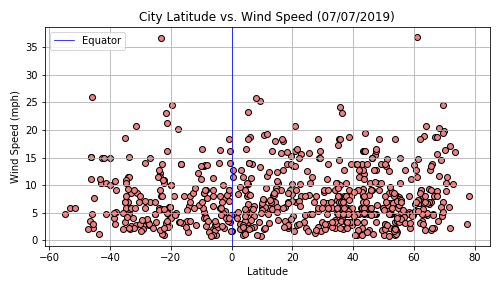 City Latitude vs. Wind Speed (07/07/2019)
Equator
35
30
25
20
15
10
5
0
Wind Speed (mph)
−60 −40 −20 0 20 40 60 80
Latitude